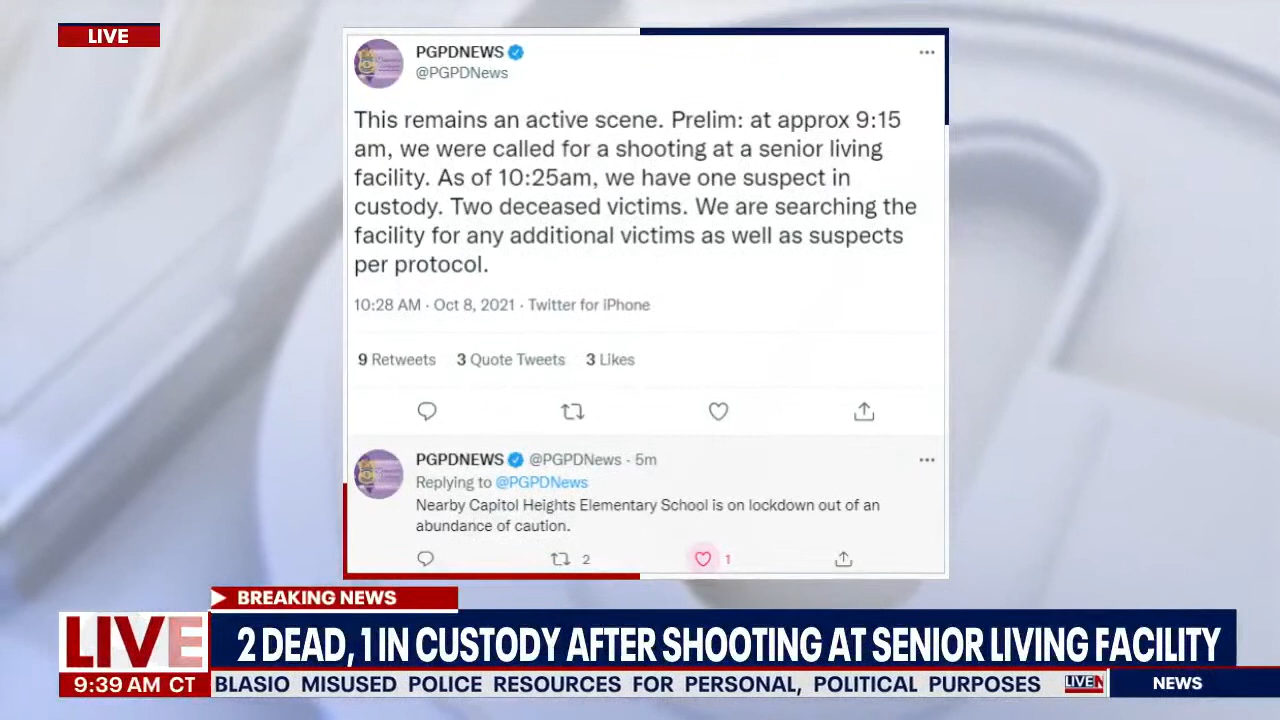 LIVE
PGPDNEWS
@PGPDNews
This remains an active scene. Prelim: at approx 9:15
am, we were called for a shooting at a senior living
facility. As of 10:25am, we have one suspect in
custody. Two deceased victims. We are searching the
facility for any additional victims as well as suspects
per protocol.
10:28 AM · Oct 8, 2021 · Twitter for iPhone
9 Retweets 3 Quote Tweets 3 Likes
PGPDNEWS @PGPDNews · 5m
Replying to @PGPDNews
Nearby Capitol Heights Elementary School is on lockdown out of an
abundance of caution.
2 1
BREAKING NEWS
LIVE
2 DEAD, 1 IN CUSTODY AFTER SHOOTING AT SENIOR LIVING FACILITY
9:39 AM CT
BLASIO MISUSED POLICE RESOURCES FOR PERSONAL, POLITICAL PURPOSES
LIVEN
NEWS